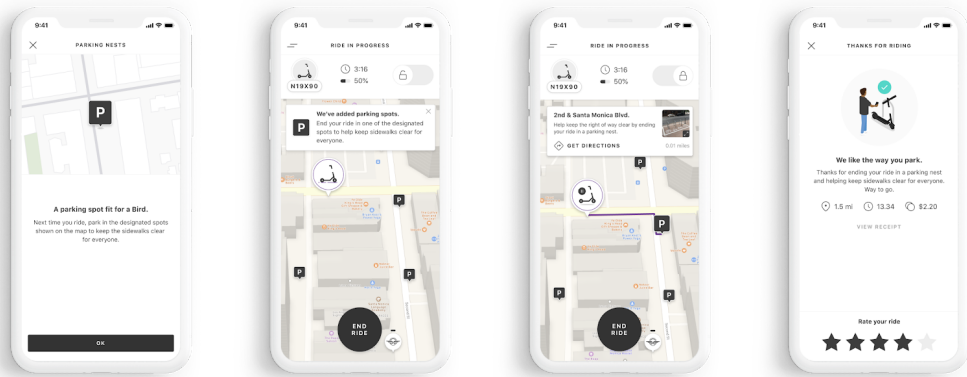 9:41
PARKING NESTS
P
A parking spot fit for a Bird.
Next time you ride, park in the designated spots
shown on the map to keep the sidewalks clear
for everyone.
OK
9:41
RIDE IN PROGRESS
N19X90
3:16
50%
P
We've added parking spots.
End your ride in one of the designated
spots to help keep sidewalks clear for
everyone.
P
P
P
END
RIDE
9:41
RIDE IN PROGRESS
N19X90
3:16
50%
2nd & Santa Monica Blvd.
Help keep the right of way clear by ending
your ride in a parking nest.
GET DIRECTIONS
0.01 miles
P
P
P
P
END
RIDE
9:41
THANKS FOR RIDING
We like the way you park.
Thanks for ending your ride in a parking nest
and helping keep sidewalks clear for everyone.
Way to go.
1.5 mi
13.34
$2.20
VIEW RECEIPT
Rate your ride